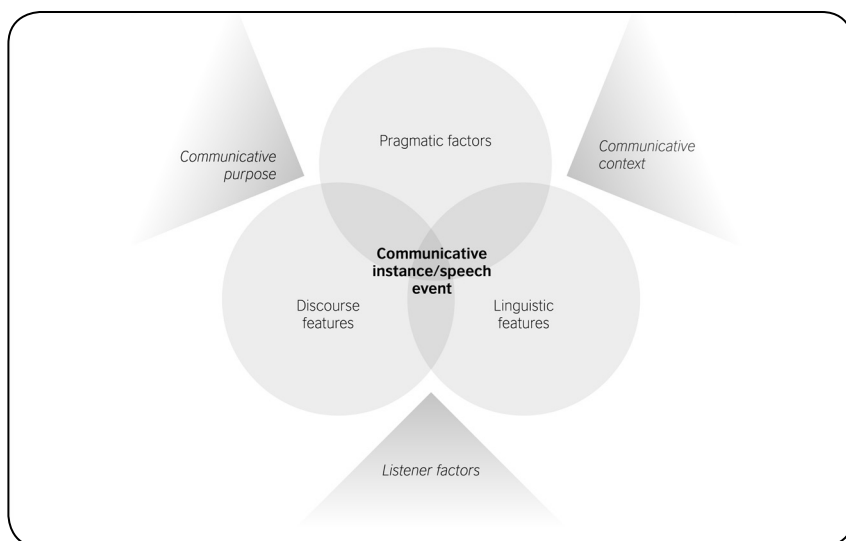 Pragmatic factors
Communicative
purpose
Communicative
context
Communicative
instance/speech
event
Discourse
features
Linguistic
features
Listener factors